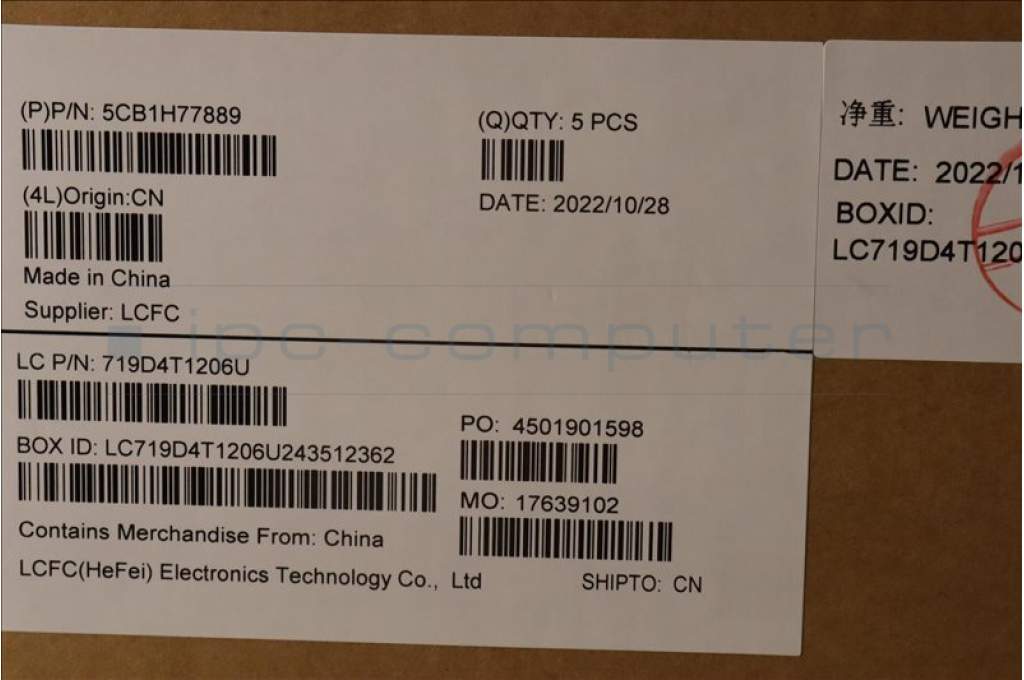 (P)P/N: 5CB1H77889
(Q)QTY: 5 PCS
(4L)Origin:CN
DATE: 2022/10/28
Made in China
Supplier: LCFC
ipc-computer
LC P/N: 719D4T1206U
PO: 4501901598
BOX ID: LC719D4T1206U243512362
MO: 17639102
Contains Merchandise From: China
LCFC(HeFei) Electronics Technology Co., Ltd
SHIPTO: CN
净重: WEIGH
DATE: 2022/1
BOXID:
LC719D4T120